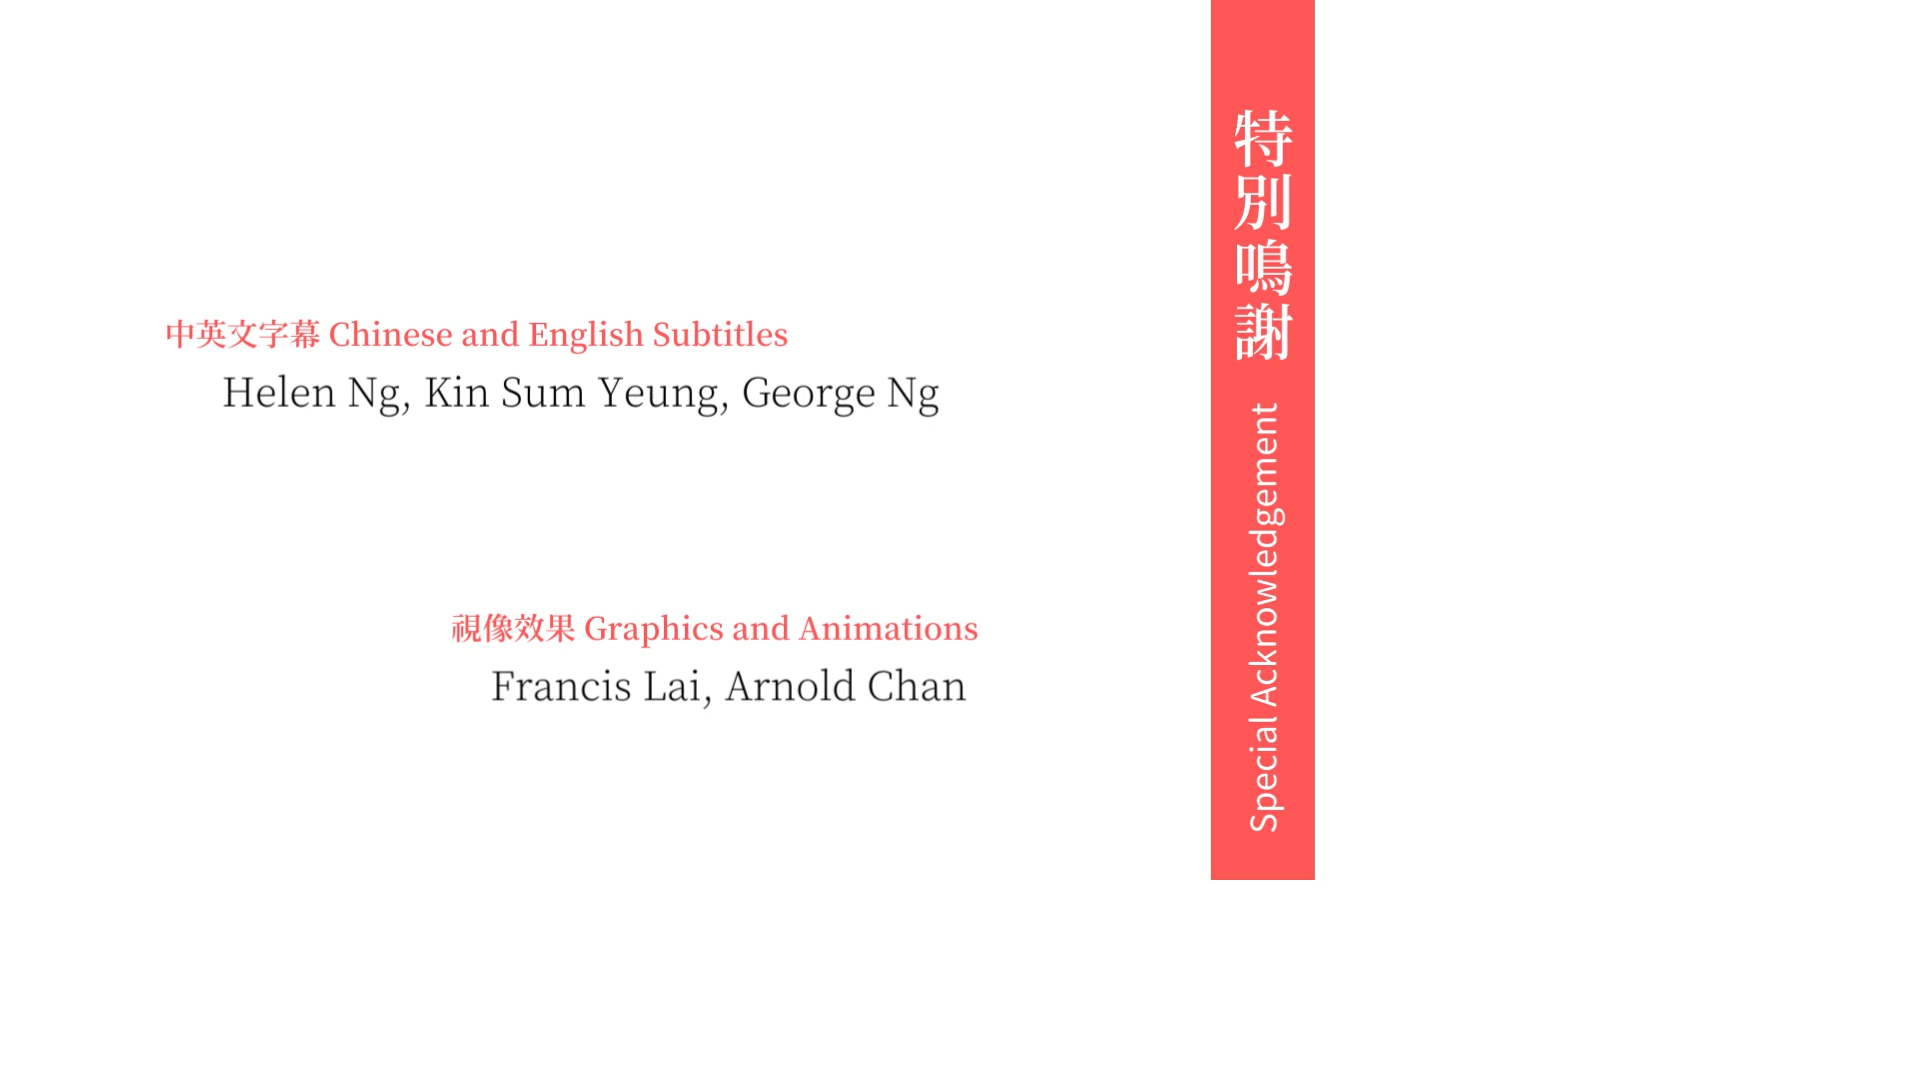 特別鳴謝
Special Acknowledgement
中英文字幕 Chinese and English Subtitles
Helen Ng, Kin Sum Yeung, George Ng
視像效果 Graphics and Animations
Francis Lai, Arnold Chan